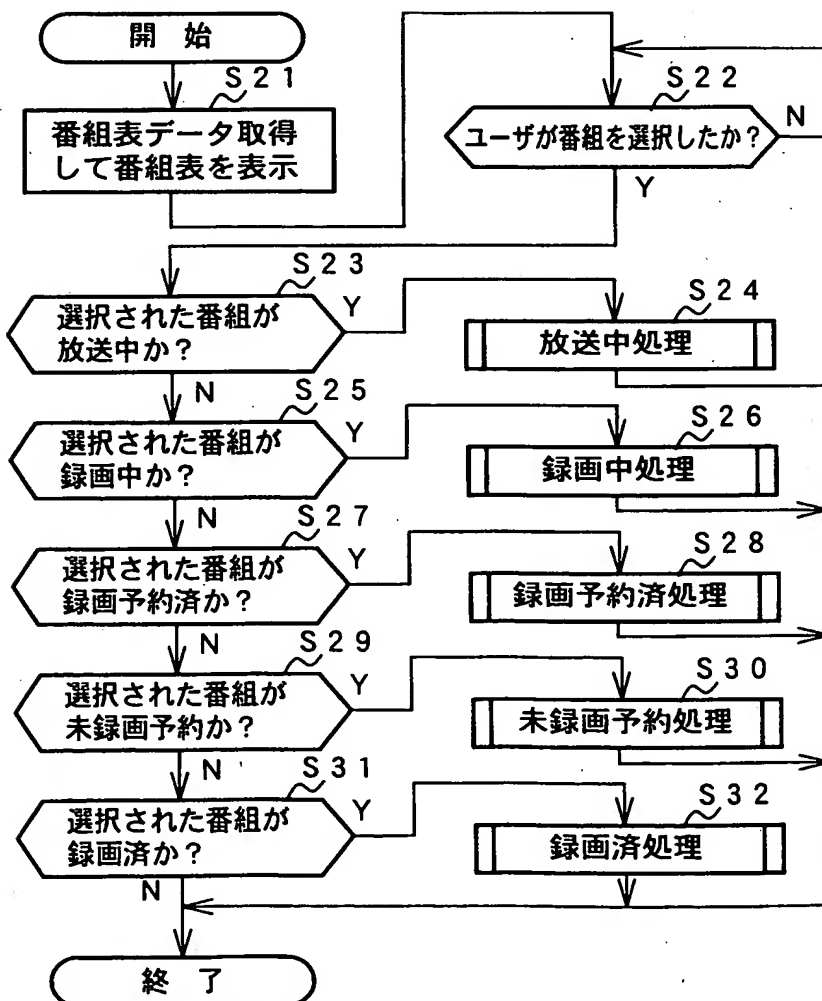 開 始
S21
番組表データ取得
して番組表を表示
S22
ユーザが番組を選択したか？
N
Y
S23
選択された番組が
放送中か？
Y
N
S24
放送中処理
S25
選択された番組が
録画中か？
Y
N
S26
録画中処理
S27
選択された番組が
録画予約済か？
Y
N
S28
録画予約済処理
S29
選択された番組が
未録画予約か？
Y
N
S30
未録画予約処理
S31
選択された番組が
録画済か？
Y
N
S32
録画済処理
終 了